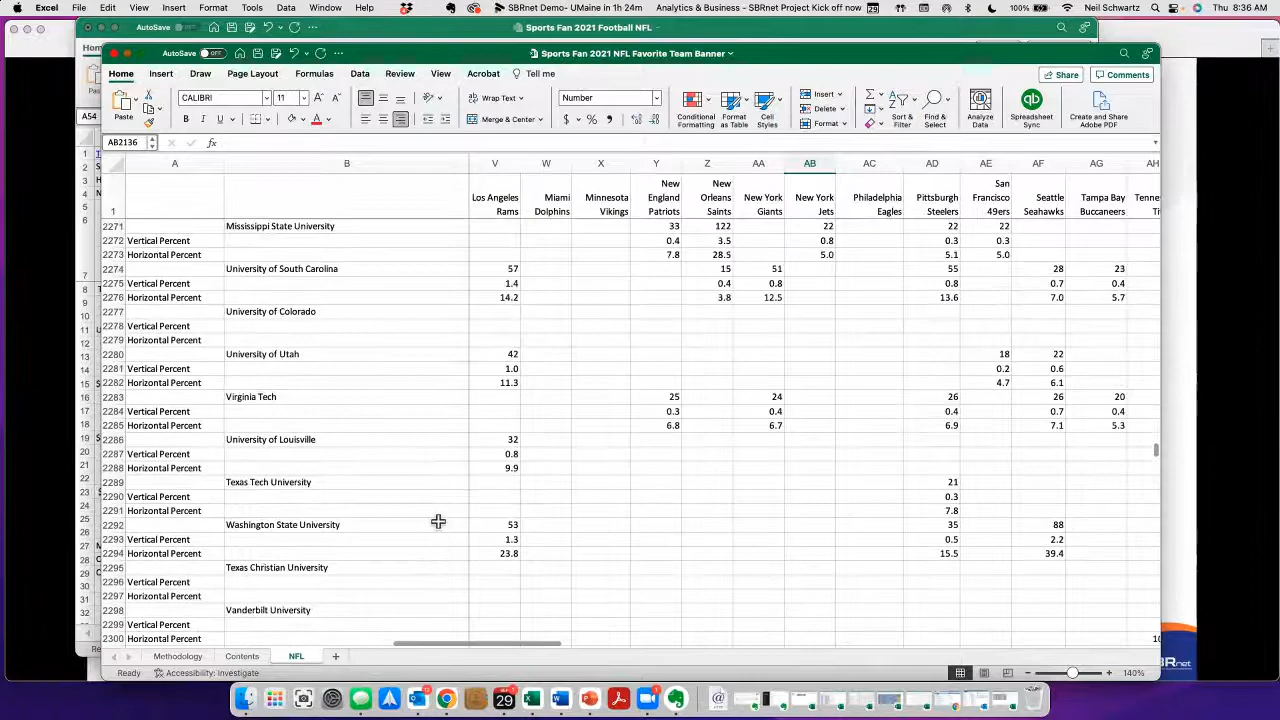 Excel File Edit View Insert Format Tools Data Window Help SBRnet Demo- UMaine in 1h 24m Analytics & Business – SBRnet Project Kick off now 29 100% Neil Schwartz Thu 8:36 AM
AutoSave Sports Fan 2021 Football NFL
AutoSave OFF Sports Fan 2021 NFL Favorite Team Banner
Home Insert Draw Page Layout Formulas Data Review View Acrobat Tell me Share Comments
Paste CALIBRI 11 Wrap Text Number Insert
Conditional Formatting Format as Table Cell Styles Delete Sort & Filter Find & Select Analyze Data Spreadsheet Sync Create and Share Adobe PDF
B I U Merge & Center $ % Format
AB2136 fx
A B V W X Y Z AA AB AC AD AE AF AG AH
1 Los Angeles Rams Miami Dolphins Minnesota Vikings New England Patriots New Orleans Saints New York Giants New York Jets Philadelphia Eagles Pittsburgh Steelers San Francisco 49ers Seattle Seahawks Tampa Bay Buccaneers Tenne Ti
2271 Mississippi State University 33 122 22 22 22
2272 Vertical Percent 0.4 3.5 0.8 0.3 0.3
2273 Horizontal Percent 7.8 28.5 5.0 5.1 5.0
2274 University of South Carolina 57 15 51 55 28 23
2275 Vertical Percent 1.4 0.4 0.8 0.8 0.7 0.4
2276 Horizontal Percent 14.2 3.8 12.5 13.6 7.0 5.7
2277 University of Colorado
2278 Vertical Percent
2279 Horizontal Percent
2280 University of Utah 42 18 22
2281 Vertical Percent 1.0 0.2 0.6
2282 Horizontal Percent 11.3 4.7 6.1
2283 Virginia Tech 25 24 26 26 20
2284 Vertical Percent 0.3 0.4 0.4 0.7 0.4
2285 Horizontal Percent 6.8 6.7 6.9 7.1 5.3
2286 University of Louisville 32
2287 Vertical Percent 0.8
2288 Horizontal Percent 9.9
2289 Texas Tech University 21
2290 Vertical Percent 0.3
2291 Horizontal Percent 7.8
2292 Washington State University 53 35 88
2293 Vertical Percent 1.3 0.5 2.2
2294 Horizontal Percent 23.8 15.5 39.4
2295 Texas Christian University
2296 Vertical Percent
2297 Horizontal Percent
2298 Vanderbilt University
2299 Vertical Percent
2300 Horizontal Percent 10
Methodology Contents NFL +
Ready Accessibility: Investigate 140%
BRnet